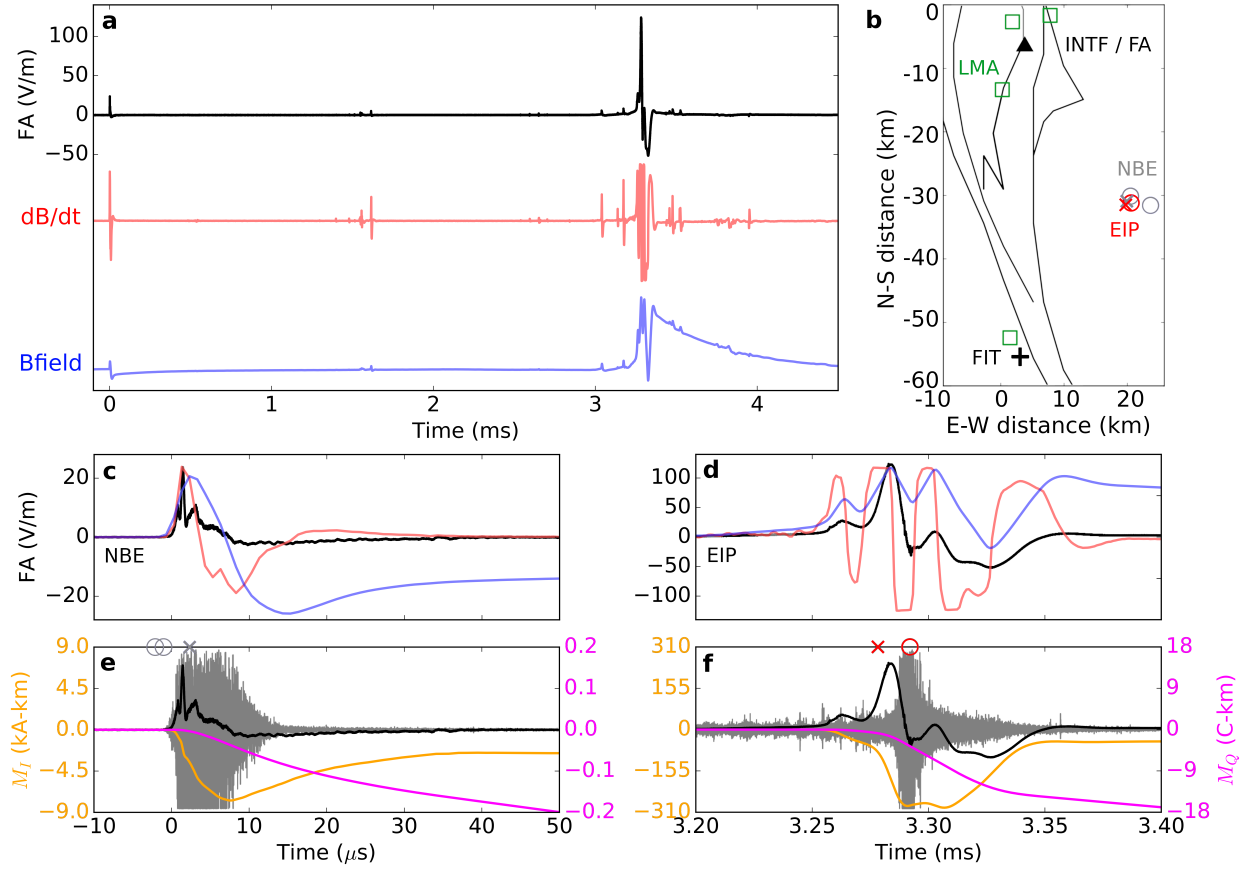 a
FA (V/m)
100
50
0
−50
dB/dt
Bfield
0
1
2
3
4
Time (ms)
b
N-S distance (km)
0
-10
-20
-30
-40
-50
-60
INTF / FA
LMA
NBE
EIP
FIT
-10
0
10
20
E-W distance (km)
c
FA (V/m)
20
0
−20
NBE
d
100
50
0
−50
−100
EIP
e
M_I (kA-km)
9.0
4.5
0.0
−4.5
−9.0
0.2
0.1
0.0
−0.1
−0.2
−10
0
10
20
30
40
50
Time (μs)
f
310
155
0
−155
−310
18
9
0
−9
−18
M_Q (C-km)
3.20
3.25
3.30
3.35
3.40
Time (ms)